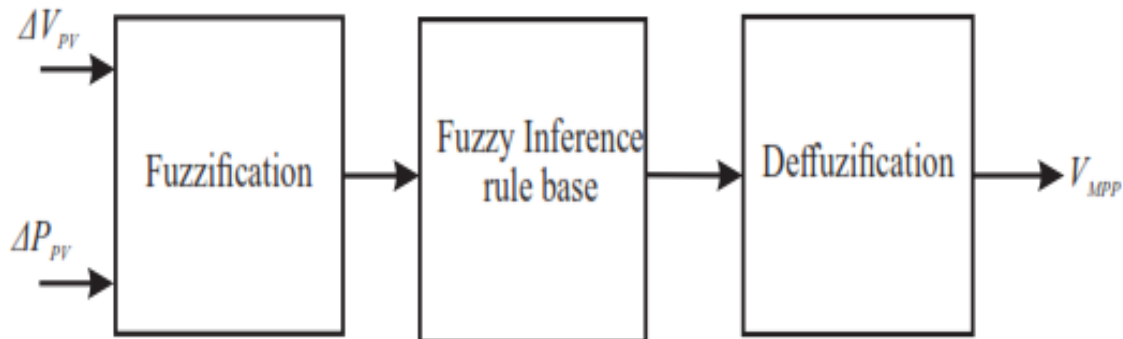 ΔV_PV
ΔP_PV
Fuzzification
Fuzzy Inference
rule base
Deffuzification
V_MPP